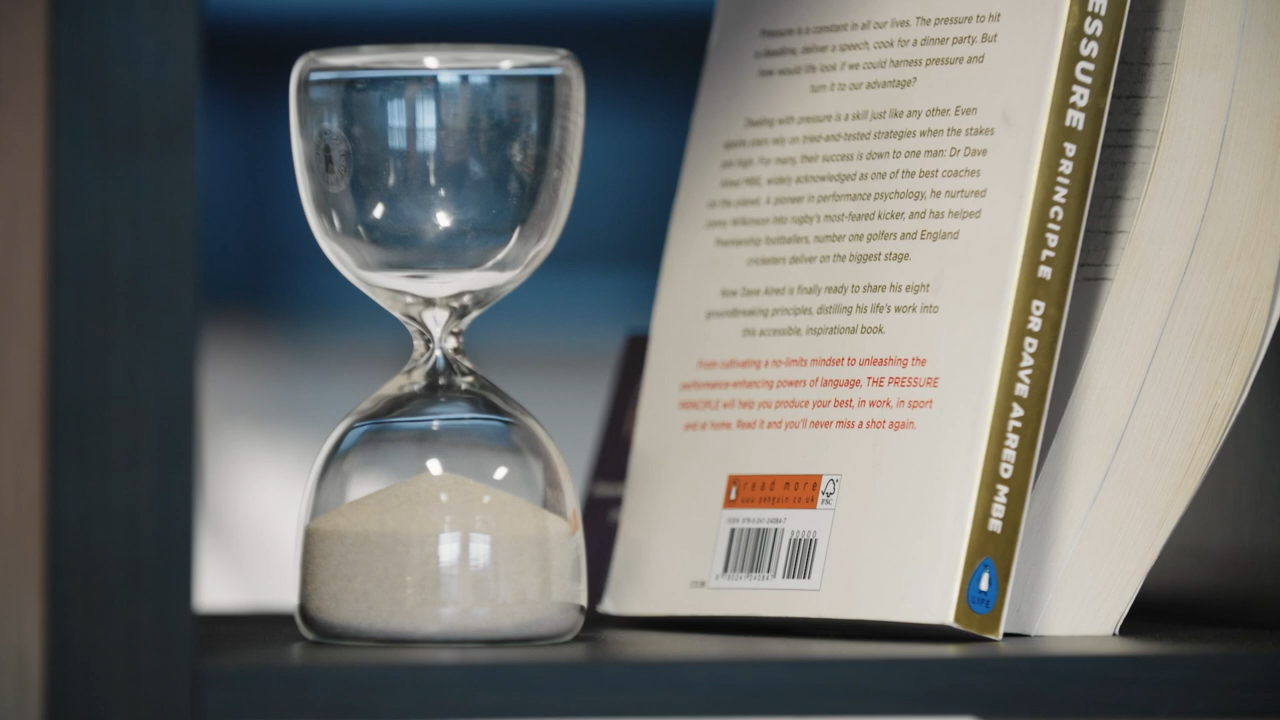 Pressure is a constant in all our lives. The pressure to hit
a deadline, deliver a speech, cook for a dinner party. But
how would life look if we could harness pressure and
turn it to our advantage?
Dealing with pressure is a skill just like any other. Even
rely on tried-and-tested strategies when the stakes
are high. For many, their success is down to one man: Dr Dave
Alred MBE, widely acknowledged as one of the best coaches
on the planet. A pioneer in performance psychology, he nurtured
Jonny Wilkinson into rugby's most-feared kicker, and has helped
Premiership footballers, number one golfers and England
cricketers deliver on the biggest stage.
Now Dave Alred is finally ready to share his eight
groundbreaking principles, distilling his life's work into
this accessible, inspirational book.
From cultivating a no-limits mindset to unleashing the
performance-enhancing powers of language, THE PRESSURE
PRINCIPLE will help you produce your best, in work, in sport
and at home. Read it and you'll never miss a shot again.
read more
www.penguin.co.uk
FSC
90000
ESSURE PRINCIPLE DR DAVE ALRED MBE
LIFE